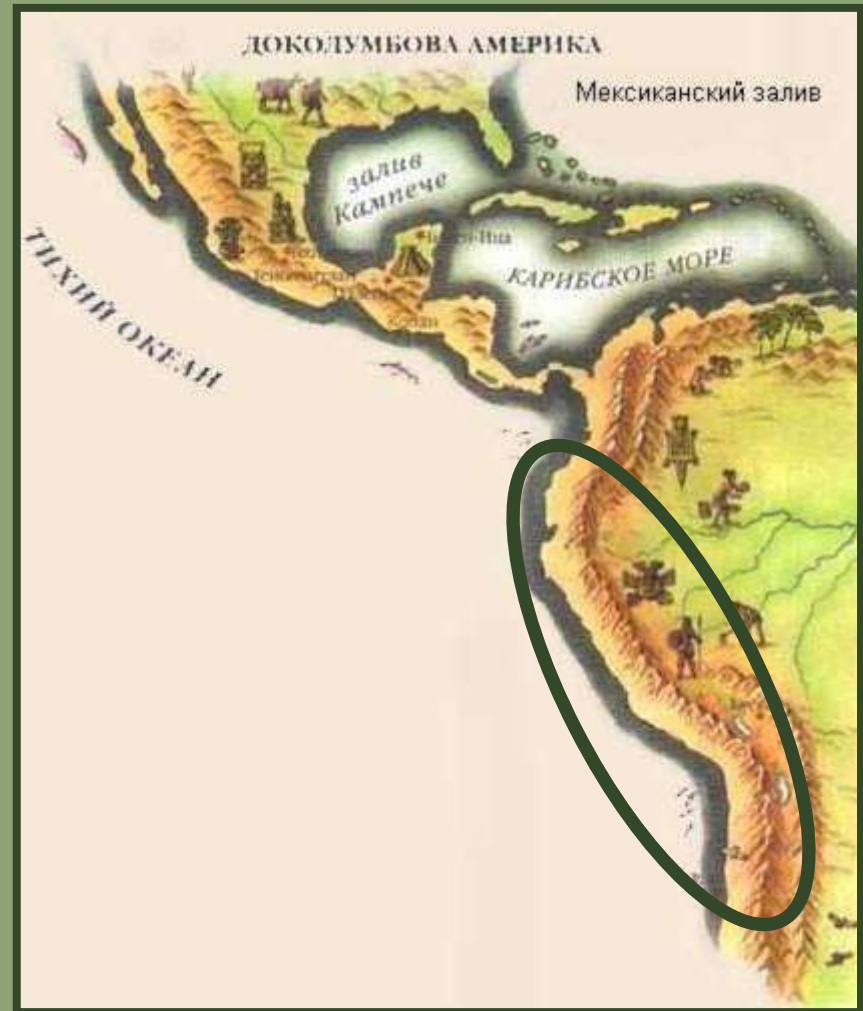 ДОКОЛУМБОВА АМЕРИКА
Мексиканский залив
залив
Кампече
КАРИБСКОЕ МОРЕ
ТИХИЙ ОКЕАН